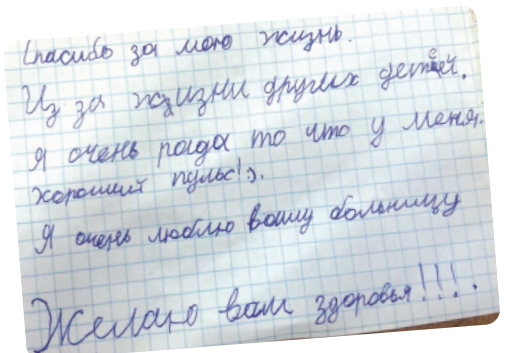 Спасибо за мою жизнь.
Из за жизни других детей.
Я очень рада то что у меня.
хороший пульс!:).
Я очень люблю вашу больницу
Желаю вам здоровья!!!.